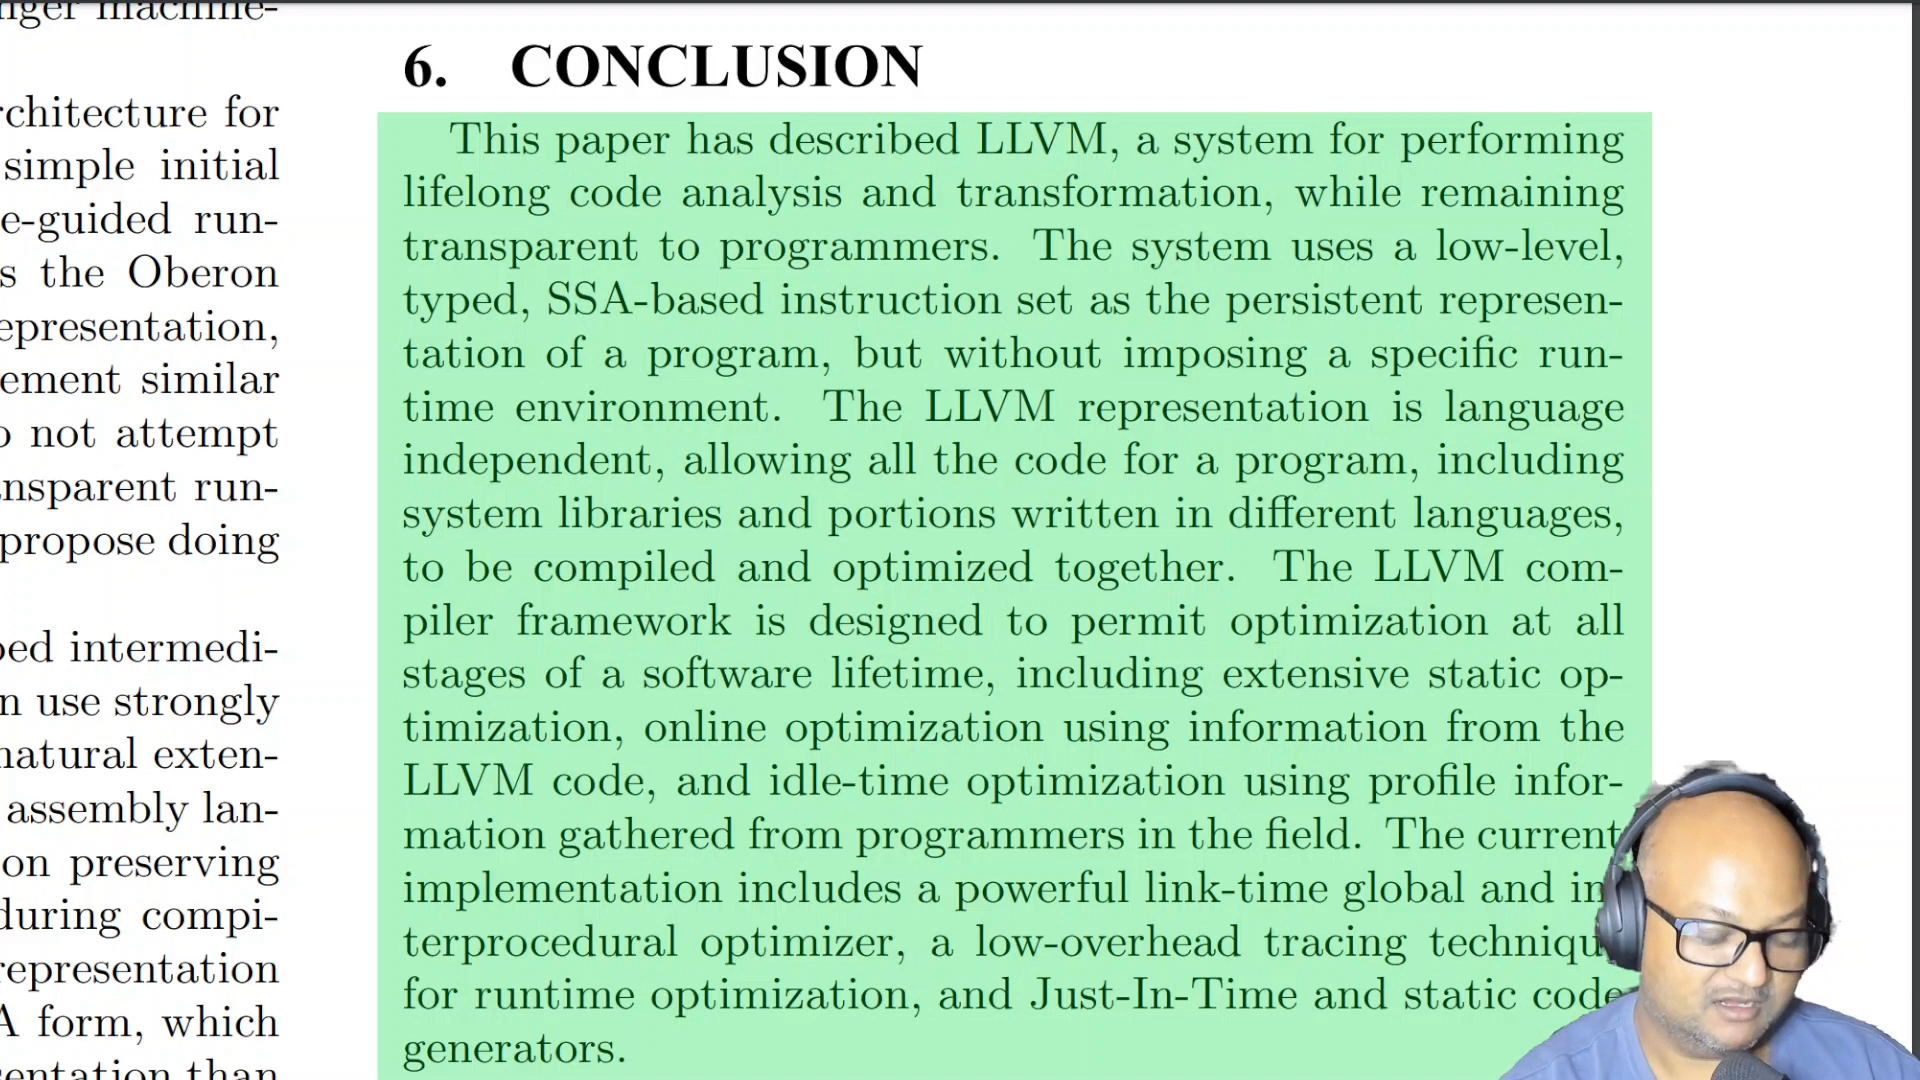 nger machine-
rchitecture for
simple initial
e-guided run-
s the Oberon
epresentation,
ement similar
o not attempt
ansparent run-
propose doing
ped intermedi-
n use strongly
natural exten-
assembly lan-
on preserving
during compi-
representation
A form, which
sentation than
6. CONCLUSION
This paper has described LLVM, a system for performing
lifelong code analysis and transformation, while remaining
transparent to programmers. The system uses a low-level,
typed, SSA-based instruction set as the persistent represen-
tation of a program, but without imposing a specific run-
time environment. The LLVM representation is language
independent, allowing all the code for a program, including
system libraries and portions written in different languages,
to be compiled and optimized together. The LLVM com-
piler framework is designed to permit optimization at all
stages of a software lifetime, including extensive static op-
timization, online optimization using information from the
LLVM code, and idle-time optimization using profile infor-
mation gathered from programmers in the field. The current
implementation includes a powerful link-time global and in
terprocedural optimizer, a low-overhead tracing techniqu
for runtime optimization, and Just-In-Time and static code
generators.